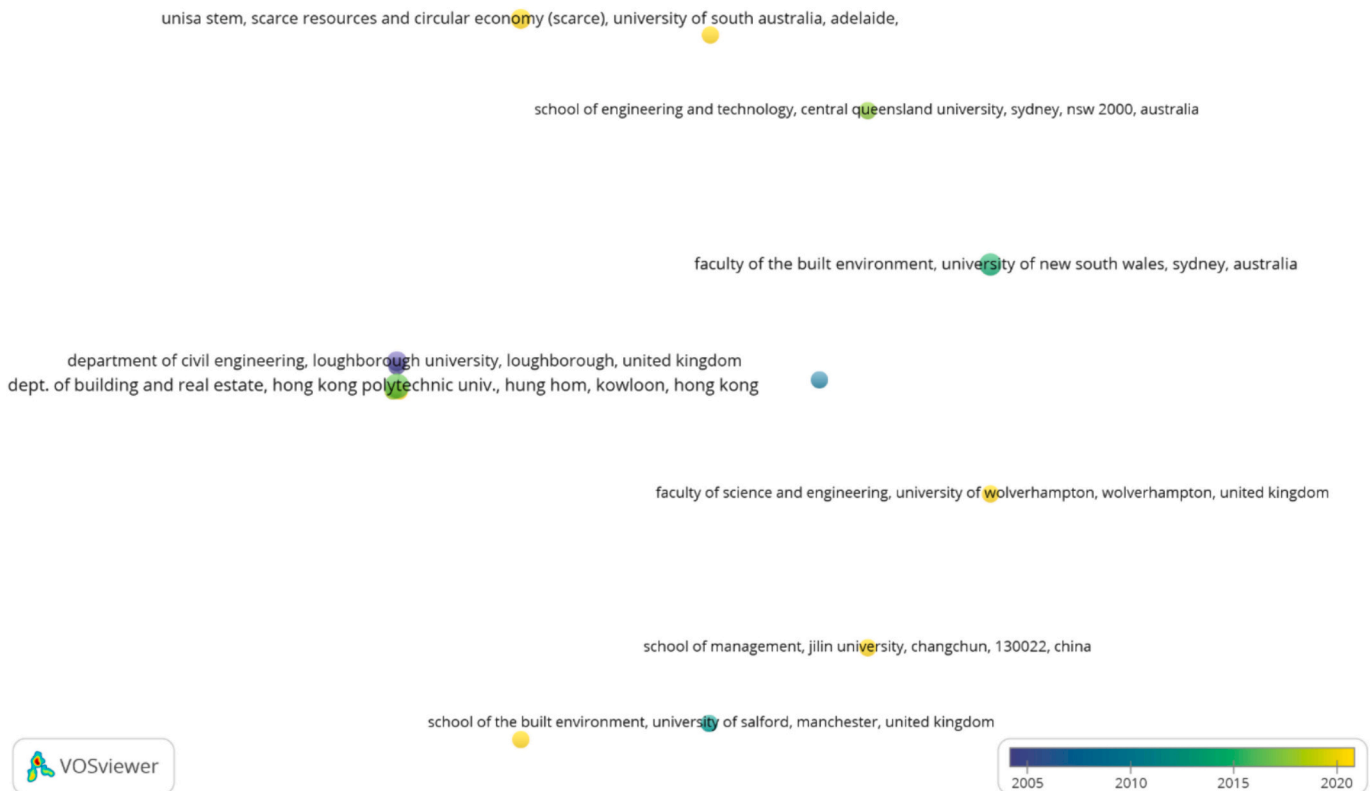 unisa stem, scarce resources and circular economy (scarce), university of south australia, adelaide,
school of engineering and technology, central queensland university, sydney, nsw 2000, australia
faculty of the built environment, university of new south wales, sydney, australia
department of civil engineering, loughborough university, loughborough, united kingdom
dept. of building and real estate, hong kong polytechnic univ., hung hom, kowloon, hong kong
faculty of science and engineering, university of wolverhampton, wolverhampton, united kingdom
school of management, jilin university, changchun, 130022, china
school of the built environment, university of salford, manchester, united kingdom
VOSviewer
2005 2010 2015 2020